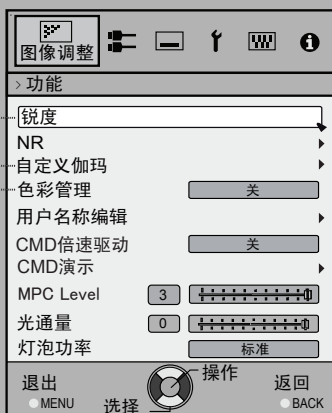 图像调整
>功能
锐度
NR
自定义伽玛
色彩管理 关
用户名称编辑
CMD倍速驱动 关
CMD演示
MPC Level 3
光通量 0
灯泡功率 标准
退出 操作 返回
MENU 选择 BACK